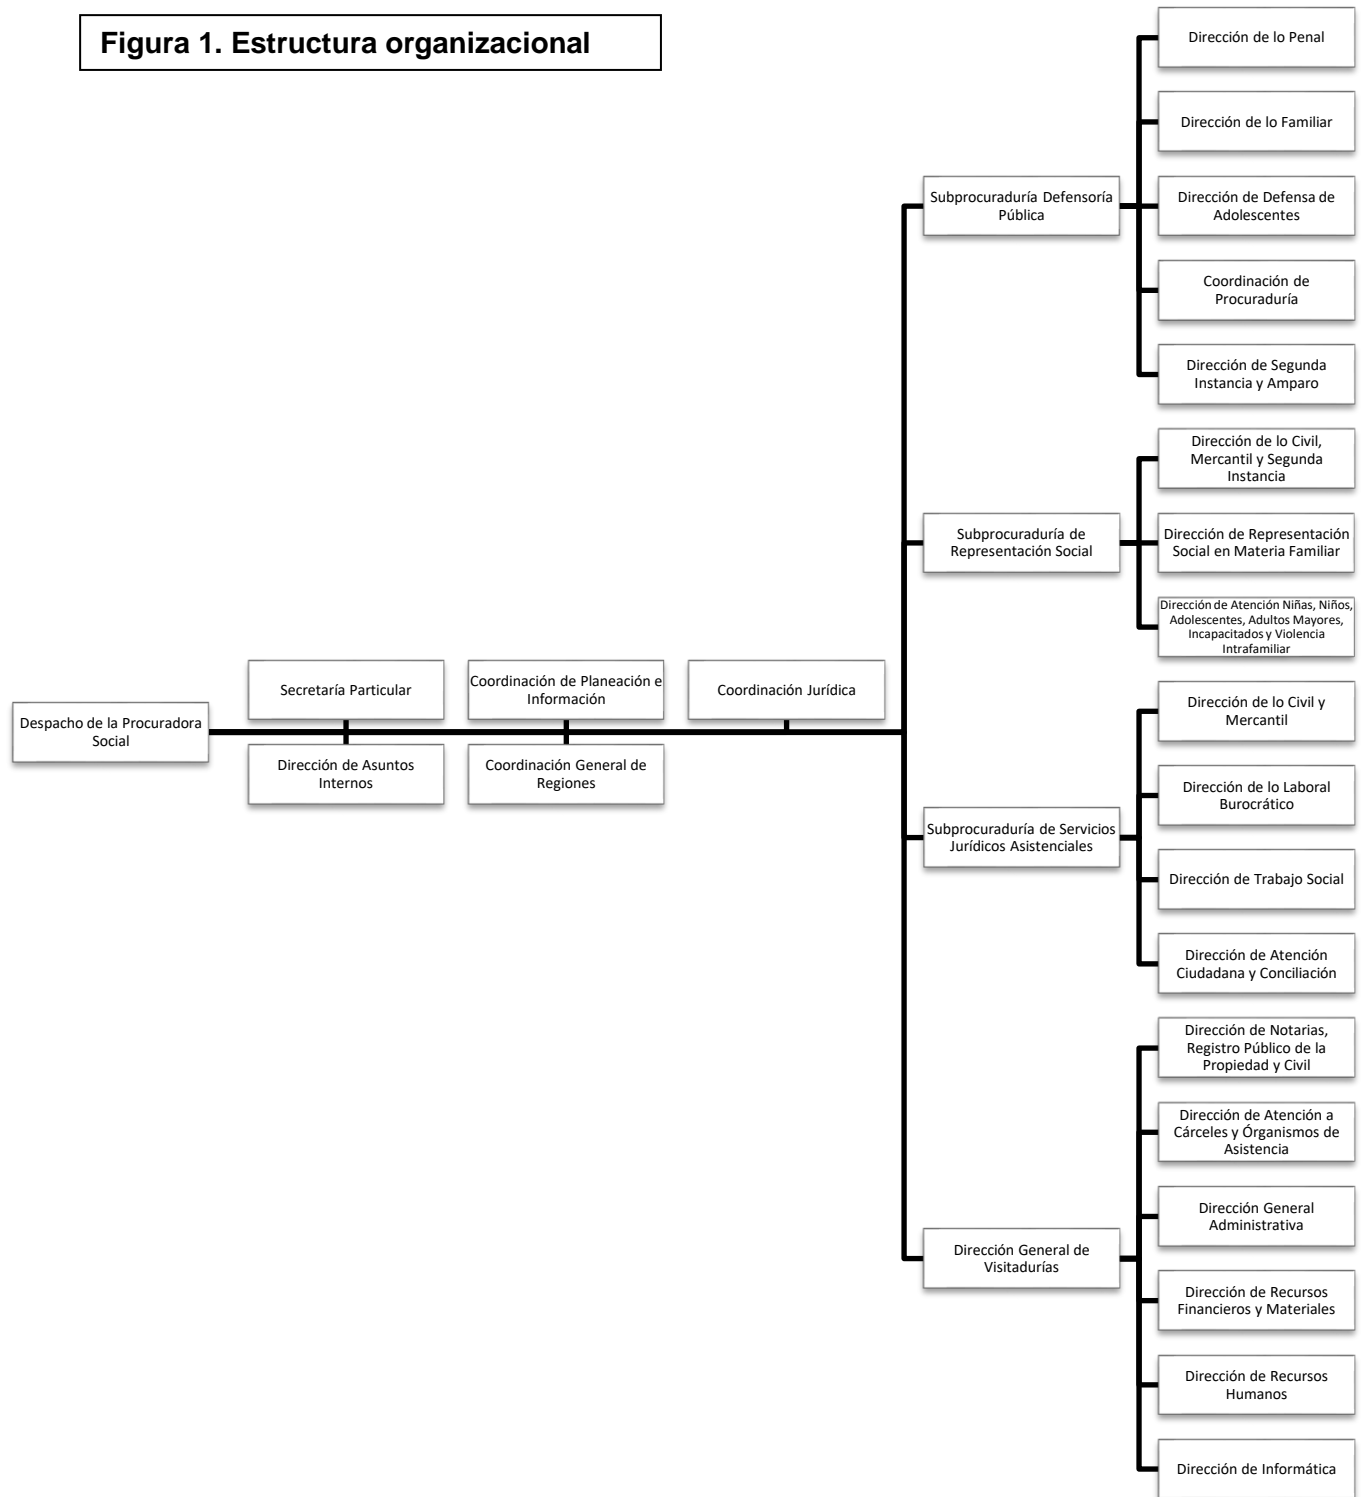 Figura 1. Estructura organizacional
Despacho de la Procuradora
Social
Secretaría Particular
Dirección de Asuntos
Internos
Coordinación de Planeación e
Información
Coordinación General de
Regiones
Coordinación Jurídica
Subprocuraduría Defensoría
Pública
Dirección de lo Penal
Dirección de lo Familiar
Dirección de Defensa de
Adolescentes
Coordinación de
Procuraduría
Dirección de Segunda
Instancia y Amparo
Subprocuraduría de
Representación Social
Dirección de lo Civil,
Mercantil y Segunda
Instancia
Dirección de Representación
Social en Materia Familiar
Dirección de Atención Niñas, Niños,
Adolescentes, Adultos Mayores,
Incapacitados y Violencia
Intrafamiliar
Subprocuraduría de Servicios
Jurídicos Asistenciales
Dirección de lo Civil y
Mercantil
Dirección de lo Laboral
Burocrático
Dirección de Trabajo Social
Dirección de Atención
Ciudadana y Conciliación
Dirección General de
Visitadurías
Dirección de Notarias,
Registro Público de la
Propiedad y Civil
Dirección de Atención a
Cárceles y Órganismos de
Asistencia
Dirección General
Administrativa
Dirección de Recursos
Financieros y Materiales
Dirección de Recursos
Humanos
Dirección de Informática